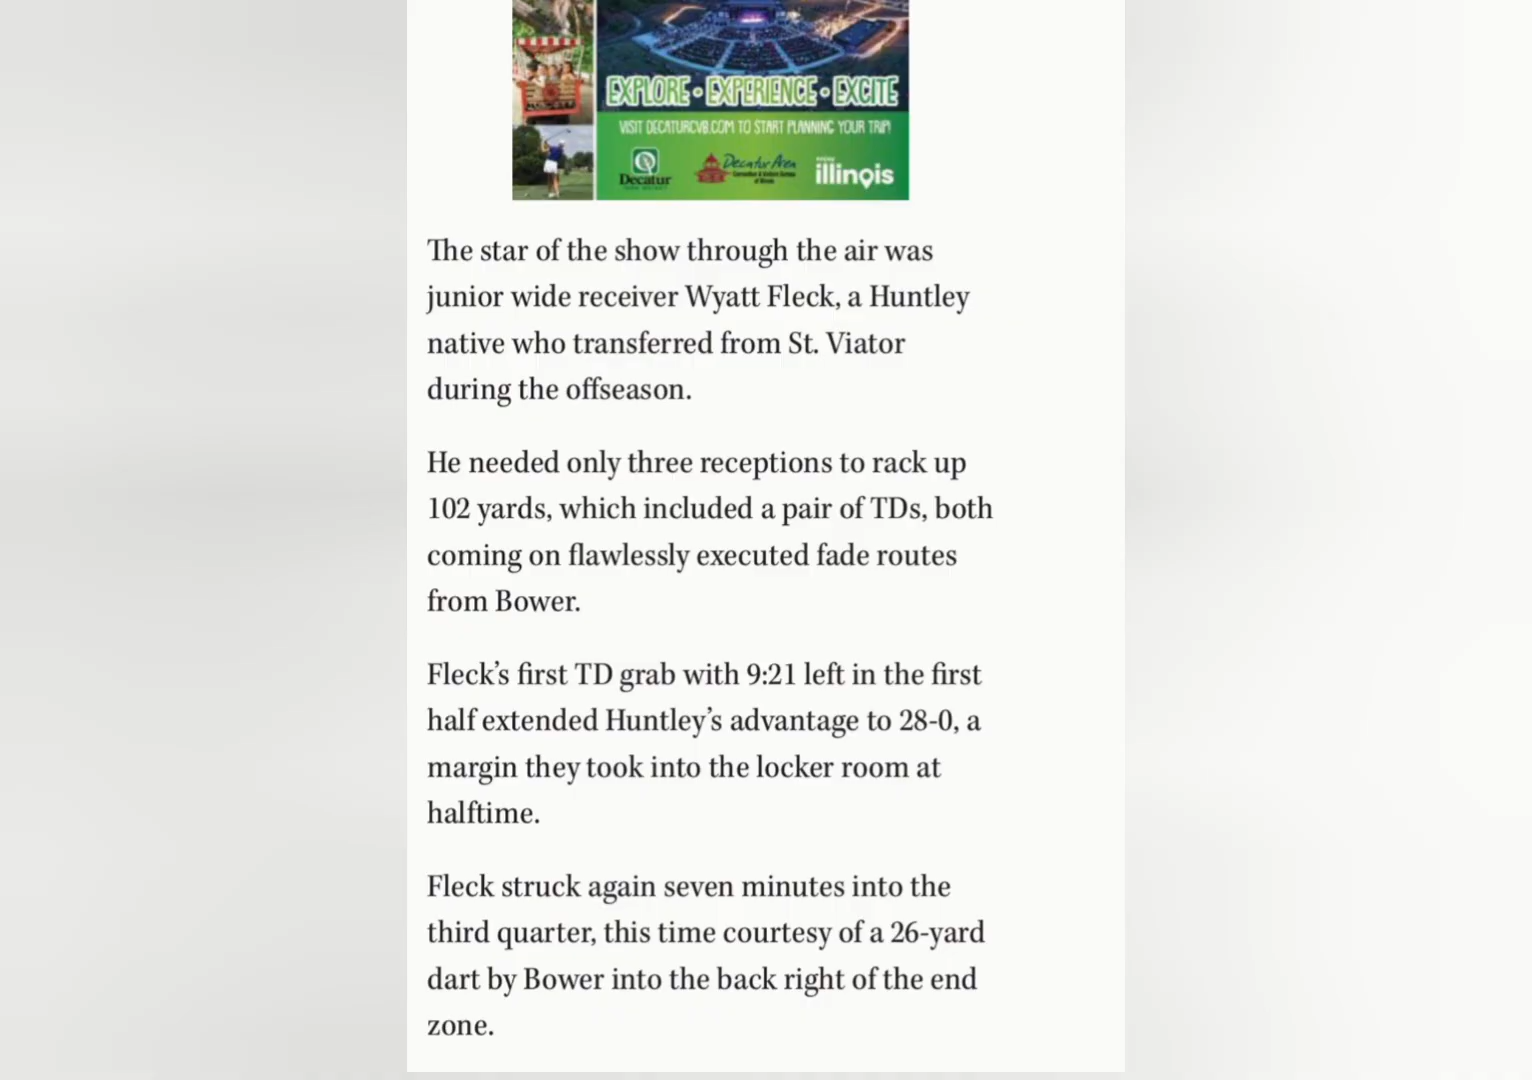 EXPLORE • EXPERIENCE • EXCITE
VISIT DECATURCVB.COM TO START PLANNING YOUR TRIP!
Decatur
Decatur Area
illinois
The star of the show through the air was
junior wide receiver Wyatt Fleck, a Huntley
native who transferred from St. Viator
during the offseason.
He needed only three receptions to rack up
102 yards, which included a pair of TDs, both
coming on flawlessly executed fade routes
from Bower.
Fleck’s first TD grab with 9:21 left in the first
half extended Huntley’s advantage to 28-0, a
margin they took into the locker room at
halftime.
Fleck struck again seven minutes into the
third quarter, this time courtesy of a 26-yard
dart by Bower into the back right of the end
zone.